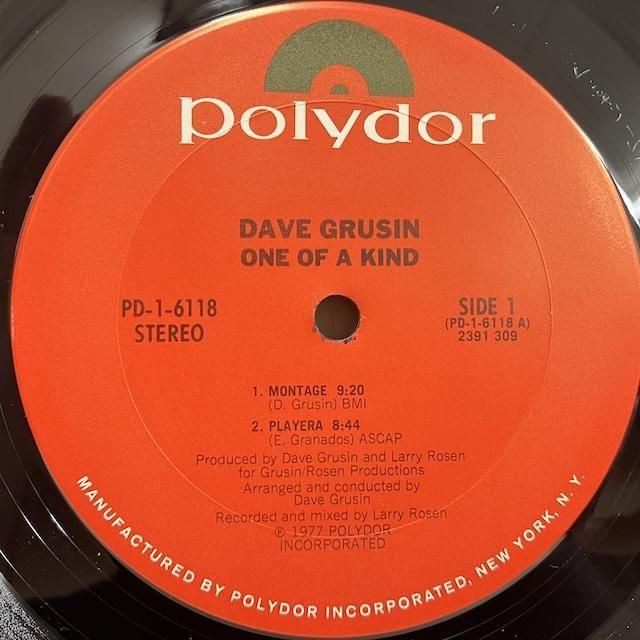 polydor
DAVE GRUSIN
ONE OF A KIND
PD-1-6118
STEREO
SIDE 1
(PD-1-6118 A)
2391 309
1. MONTAGE 9:20
(D. Grusin) BMI
2. PLAYERA 8:44
(E. Granados) ASCAP
Produced by Dave Grusin and Larry Rosen
for Grusin/Rosen Productions
Arranged and conducted by
Dave Grusin
Recorded and mixed by Larry Rosen
℗ 1977 POLYDOR
INCORPORATED
MANUFACTURED BY POLYDOR INCORPORATED, NEW YORK, N. Y.